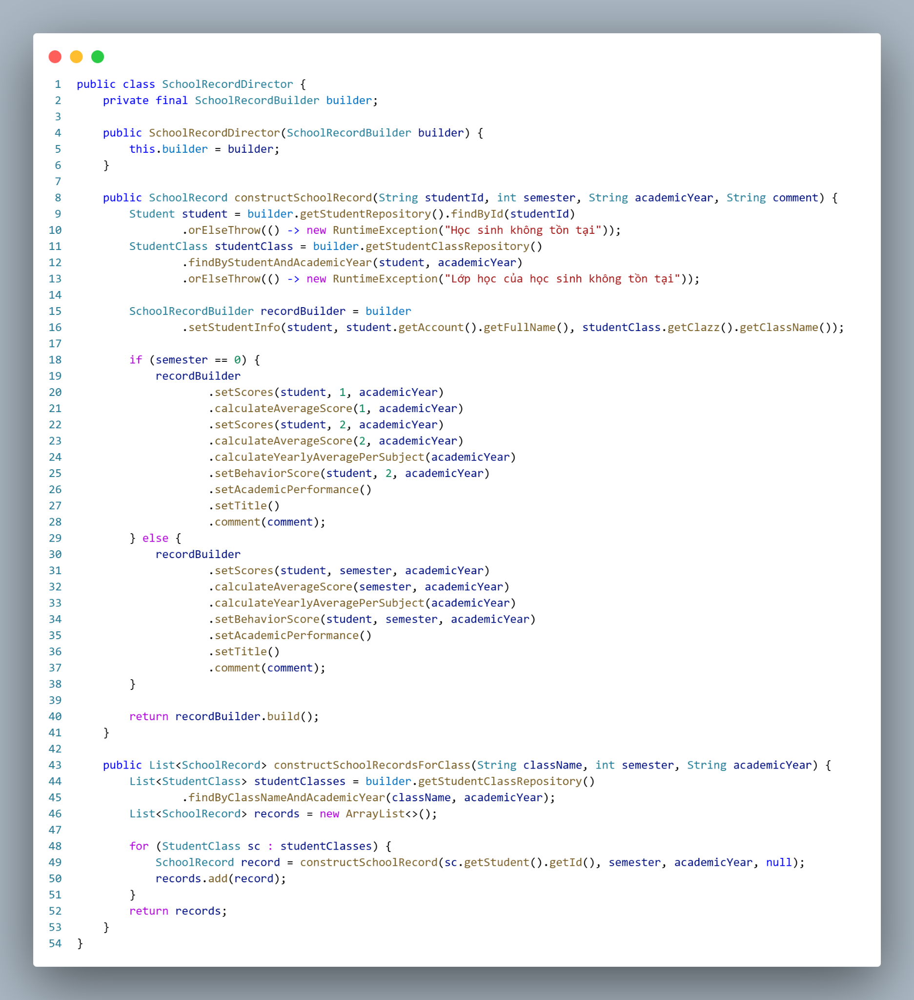 1 public class SchoolRecordDirector {
2     private final SchoolRecordBuilder builder;
3
4     public SchoolRecordDirector(SchoolRecordBuilder builder) {
5         this.builder = builder;
6     }
7
8     public SchoolRecord constructSchoolRecord(String studentId, int semester, String academicYear, String comment) {
9         Student student = builder.getStudentRepository().findById(studentId)
10                 .orElseThrow(() -> new RuntimeException("Học sinh không tồn tại"));
11         StudentClass studentClass = builder.getStudentClassRepository()
12                 .findByStudentAndAcademicYear(student, academicYear)
13                 .orElseThrow(() -> new RuntimeException("Lớp học của học sinh không tồn tại"));
14
15         SchoolRecordBuilder recordBuilder = builder
16                 .setStudentInfo(student, student.getAccount().getFullName(), studentClass.getClazz().getClassName());
17
18         if (semester == 0) {
19             recordBuilder
20                     .setScores(student, 1, academicYear)
21                     .calculateAverageScore(1, academicYear)
22                     .setScores(student, 2, academicYear)
23                     .calculateAverageScore(2, academicYear)
24                     .calculateYearlyAveragePerSubject(academicYear)
25                     .setBehaviorScore(student, 2, academicYear)
26                     .setAcademicPerformance()
27                     .setTitle()
28                     .comment(comment);
29         } else {
30             recordBuilder
31                     .setScores(student, semester, academicYear)
32                     .calculateAverageScore(semester, academicYear)
33                     .calculateYearlyAveragePerSubject(academicYear)
34                     .setBehaviorScore(student, semester, academicYear)
35                     .setAcademicPerformance()
36                     .setTitle()
37                     .comment(comment);
38         }
39
40         return recordBuilder.build();
41     }
42
43     public List<SchoolRecord> constructSchoolRecordsForClass(String className, int semester, String academicYear) {
44         List<StudentClass> studentClasses = builder.getStudentClassRepository()
45                 .findByClassNameAndAcademicYear(className, academicYear);
46         List<SchoolRecord> records = new ArrayList<>();
47
48         for (StudentClass sc : studentClasses) {
49             SchoolRecord record = constructSchoolRecord(sc.getStudent().getId(), semester, academicYear, null);
50             records.add(record);
51         }
52         return records;
53     }
54 }